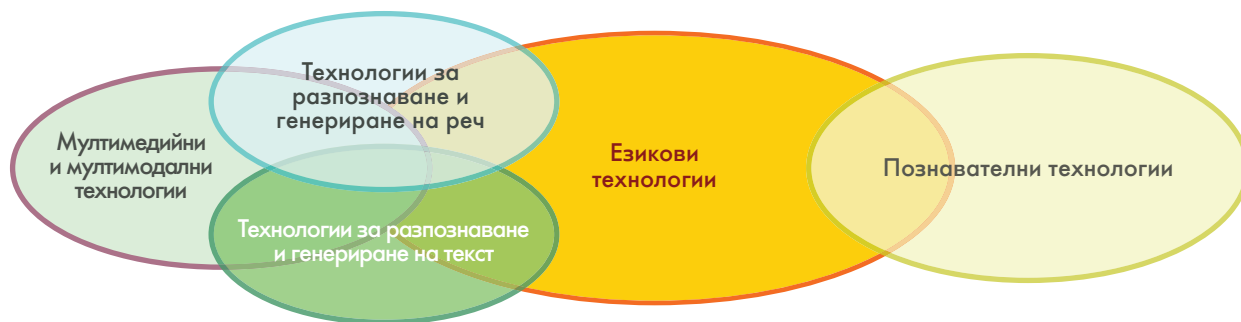 Технологии за
разпознаване и
генериране на реч
Мултимедийни
и мултимодални
технологии
Технологии за разпознаване
и генериране на текст
Езикови
технологии
Познавателни технологии